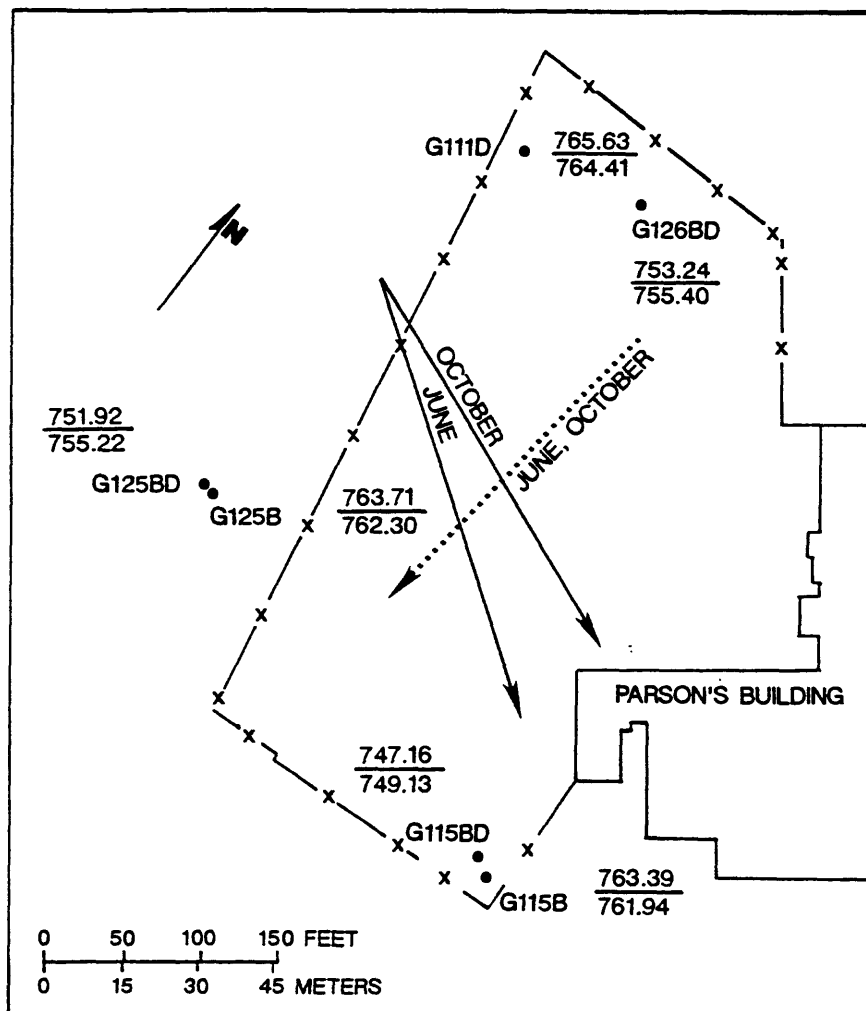 G111D
765.63
764.41
N
G126BD
753.24
755.40
OCTOBER
JUNE
JUNE, OCTOBER
751.92
755.22
G125BD
G125B
763.71
762.30
PARSON'S BUILDING
747.16
749.13
G115BD
G115B
763.39
761.94
0 50 100 150 FEET
0 15 30 45 METERS